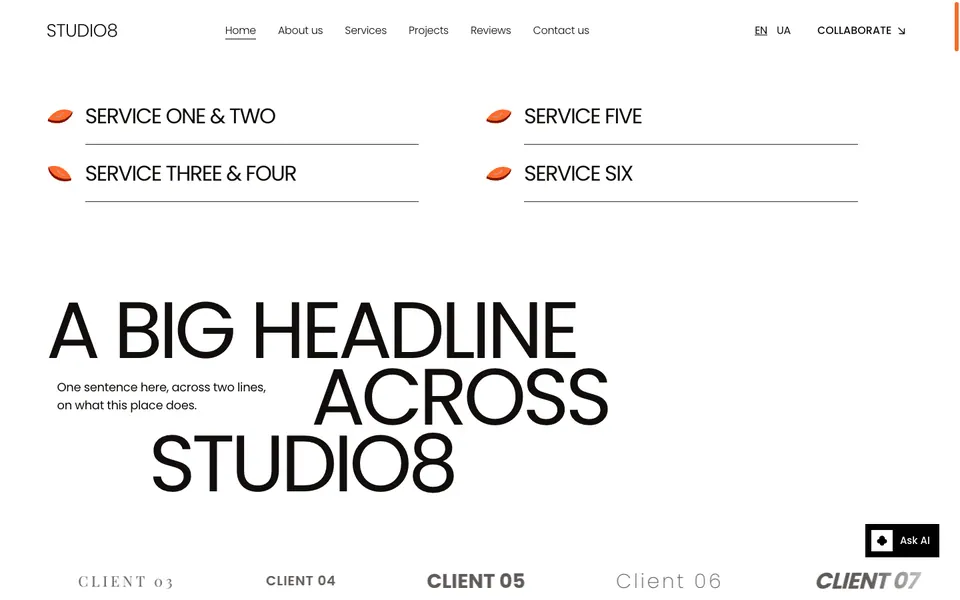 STUDIO8
Home About us Services Projects Reviews Contact us
EN UA COLLABORATE
SERVICE ONE & TWO
SERVICE FIVE
SERVICE THREE & FOUR
SERVICE SIX
A BIG HEADLINE
One sentence here, across two lines,
on what this place does.
ACROSS
STUDIO8
Ask AI
CLIENT 03 CLIENT 04 CLIENT 05 Client 06 CLIENT 07